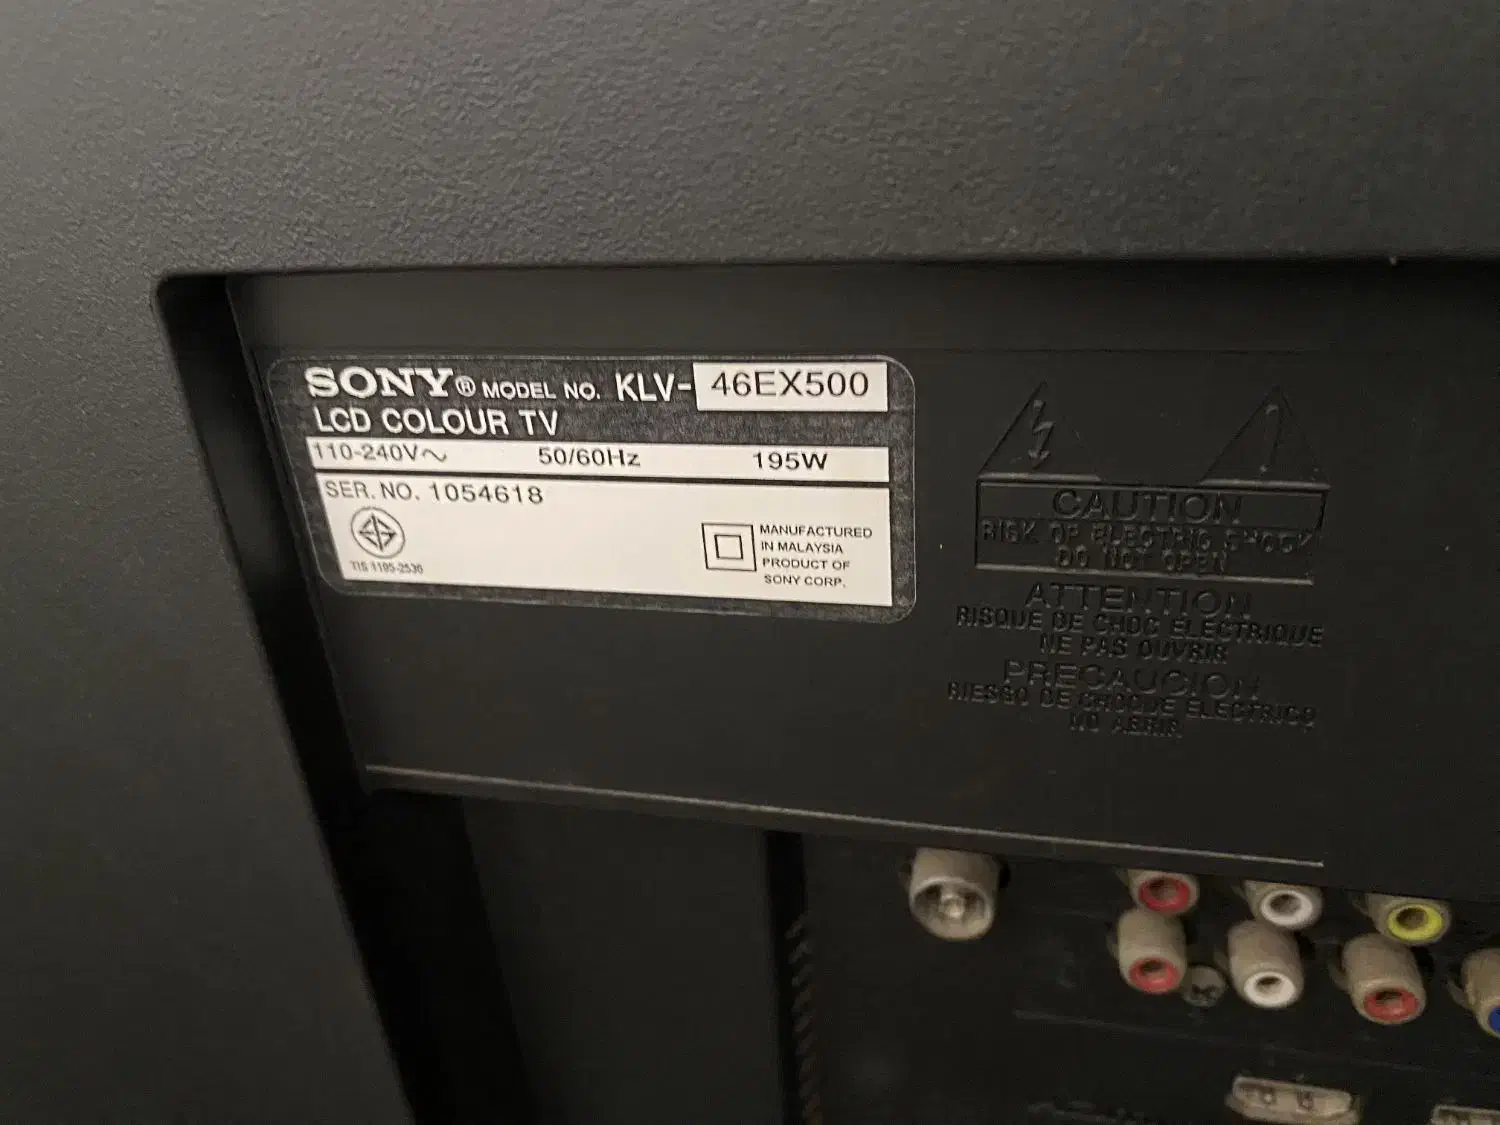 SONY® MODEL NO. KLV-46EX500
LCD COLOUR TV
110-240V~ 50/60Hz 195W
SER. NO. 1054618
TIS 1195-2536
MANUFACTURED
IN MALAYSIA
PRODUCT OF
SONY CORP.
CAUTION
RISK OF ELECTRIC SHOCK
DO NOT OPEN
ATTENTION
RISQUE DE CHOC ELECTRIQUE
NE PAS OUVRIR
PRECAUCION
RIESGO DE CHOQUE ELECTRICO
NO ABRIR